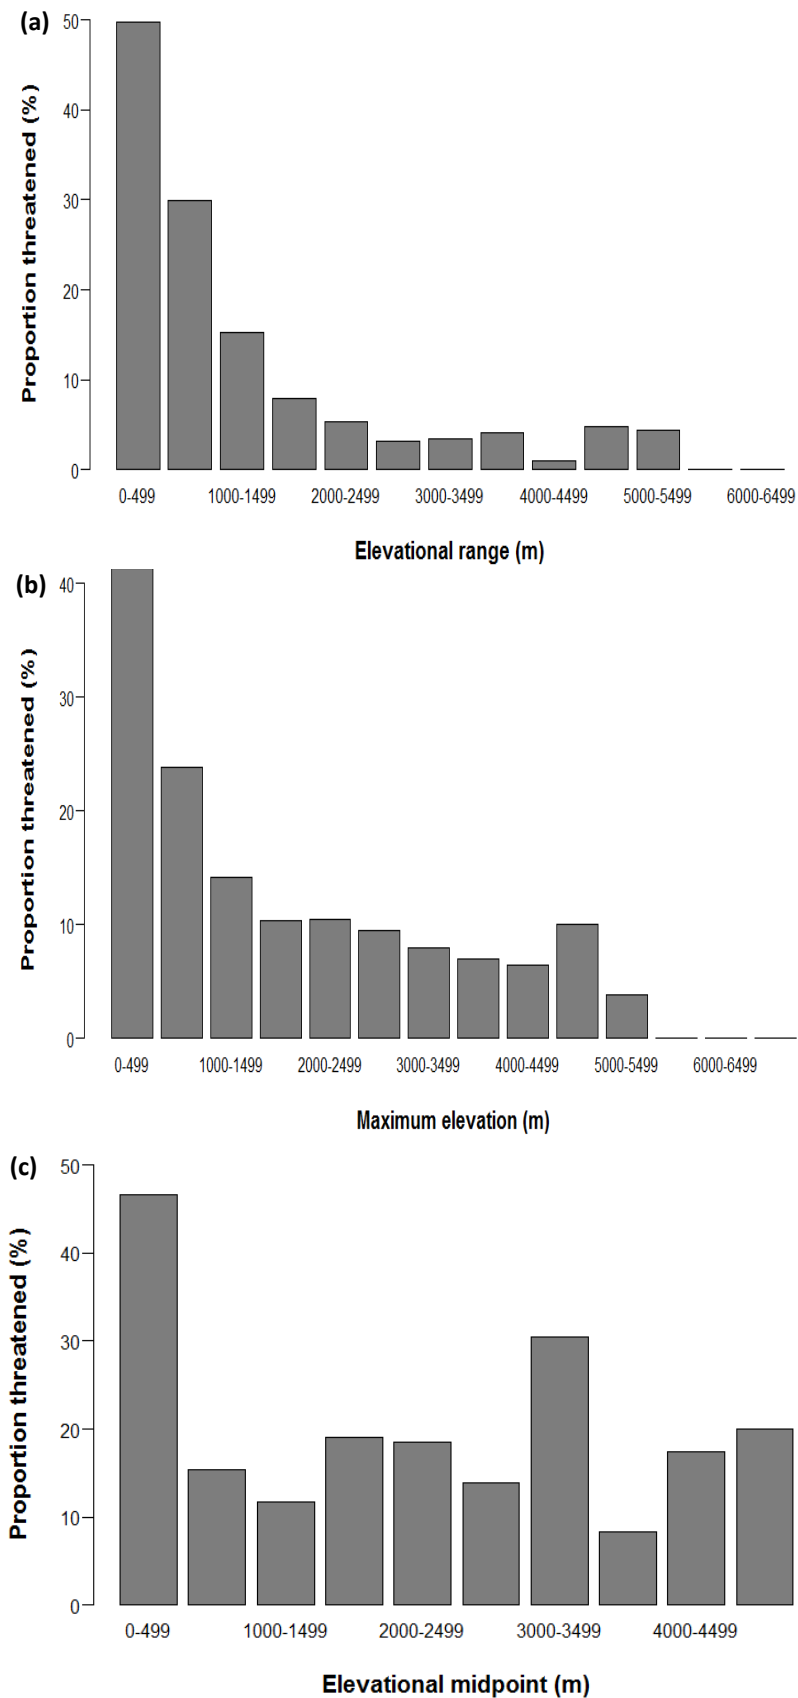 (a)
Proportion threatened (%)
50
40
30
20
10
0
0-499 1000-1499 2000-2499 3000-3499 4000-4499 5000-5499 6000-6499
Elevational range (m)
(b)
Proportion threatened (%)
40
30
20
10
0
0-499 1000-1499 2000-2499 3000-3499 4000-4499 5000-5499 6000-6499
Maximum elevation (m)
(c)
Proportion threatened (%)
50
40
30
20
10
0
0-499 1000-1499 2000-2499 3000-3499 4000-4499
Elevational midpoint (m)